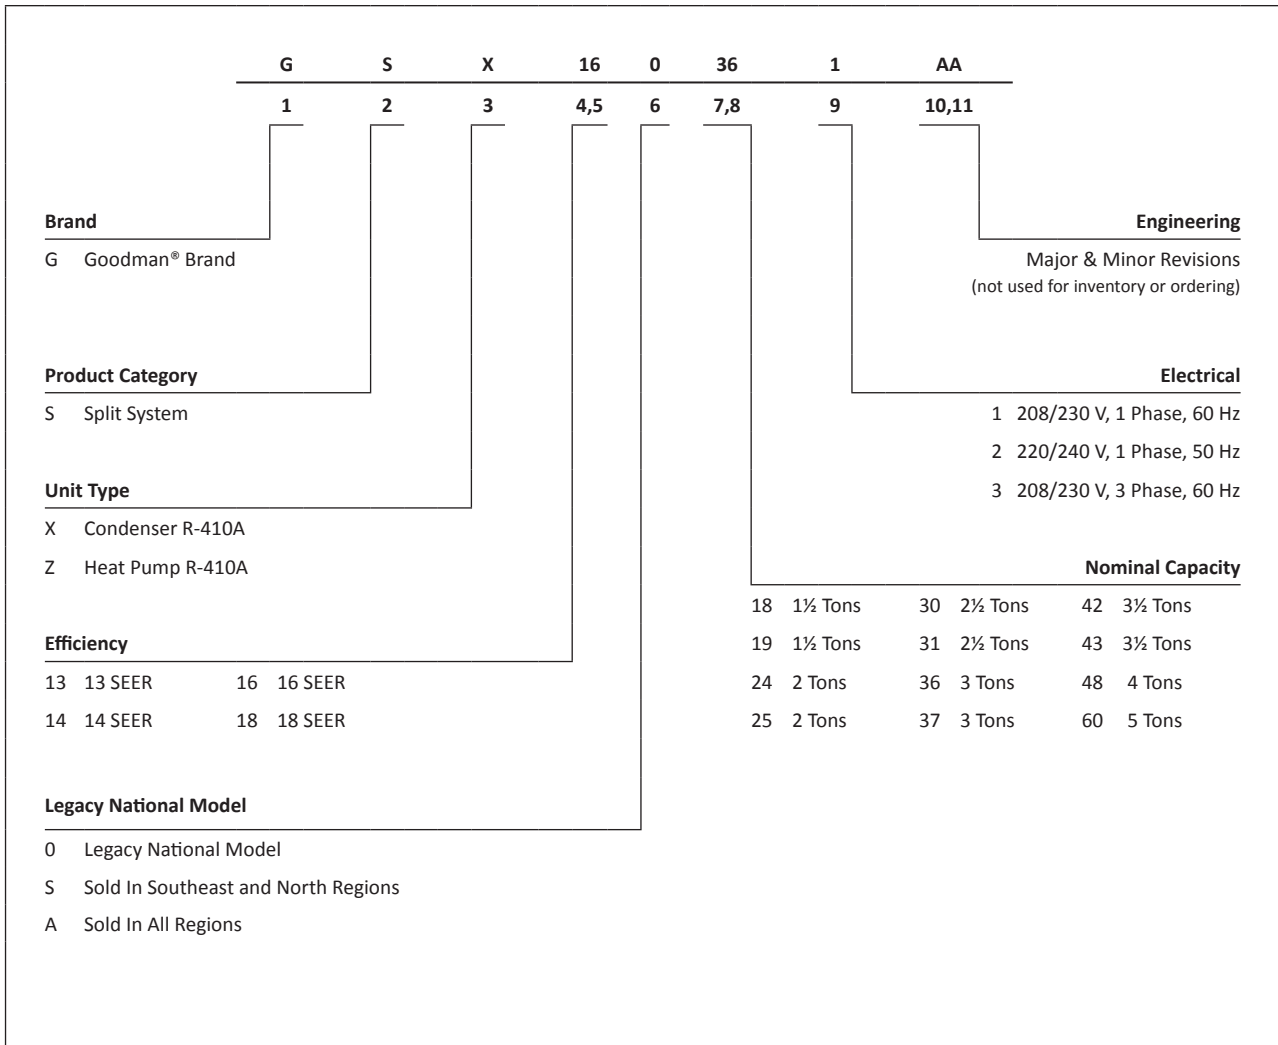 G S X 16 0 36 1 AA
1 2 3 4,5 6 7,8 9 10,11
Brand
G Goodman® Brand
Engineering
Major & Minor Revisions
(not used for inventory or ordering)
Product Category
S Split System
Electrical
1 208/230 V, 1 Phase, 60 Hz
2 220/240 V, 1 Phase, 50 Hz
3 208/230 V, 3 Phase, 60 Hz
Unit Type
X Condenser R-410A
Z Heat Pump R-410A
Nominal Capacity
18 1½ Tons 30 2½ Tons 42 3½ Tons
19 1½ Tons 31 2½ Tons 43 3½ Tons
24 2 Tons 36 3 Tons 48 4 Tons
25 2 Tons 37 3 Tons 60 5 Tons
Efficiency
13 13 SEER 16 16 SEER
14 14 SEER 18 18 SEER
Legacy National Model
0 Legacy National Model
S Sold In Southeast and North Regions
A Sold In All Regions